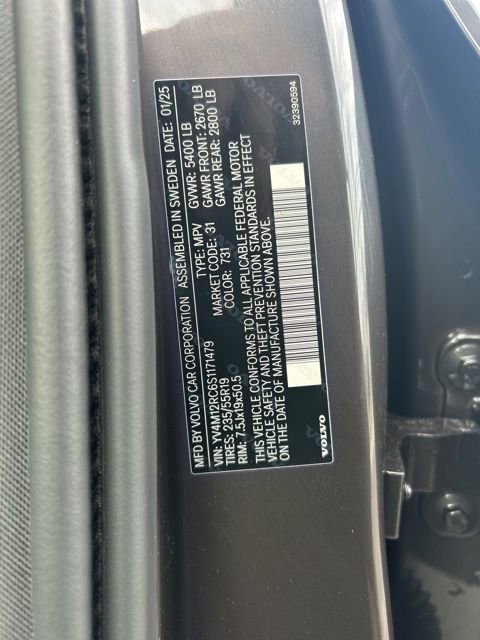 MFD BY VOLVO CAR CORPORATION ASSEMBLED IN SWEDEN DATE: 01/25
GVWR: 5400 LB
VIN: YV4M12RC6S1171479 TYPE: MPV GAWR FRONT: 2670 LB
TIRES: 235/55R19 MARKET CODE: 31 GAWR REAR: 2800 LB
RIM: 7.5Jx19x50.5 COLOR: 731
THIS VEHICLE CONFORMS TO ALL APPLICABLE FEDERAL MOTOR
VEHICLE SAFETY AND THEFT PREVENTION STANDARDS IN EFFECT
ON THE DATE OF MANUFACTURE SHOWN ABOVE.
VOLVO
32390594